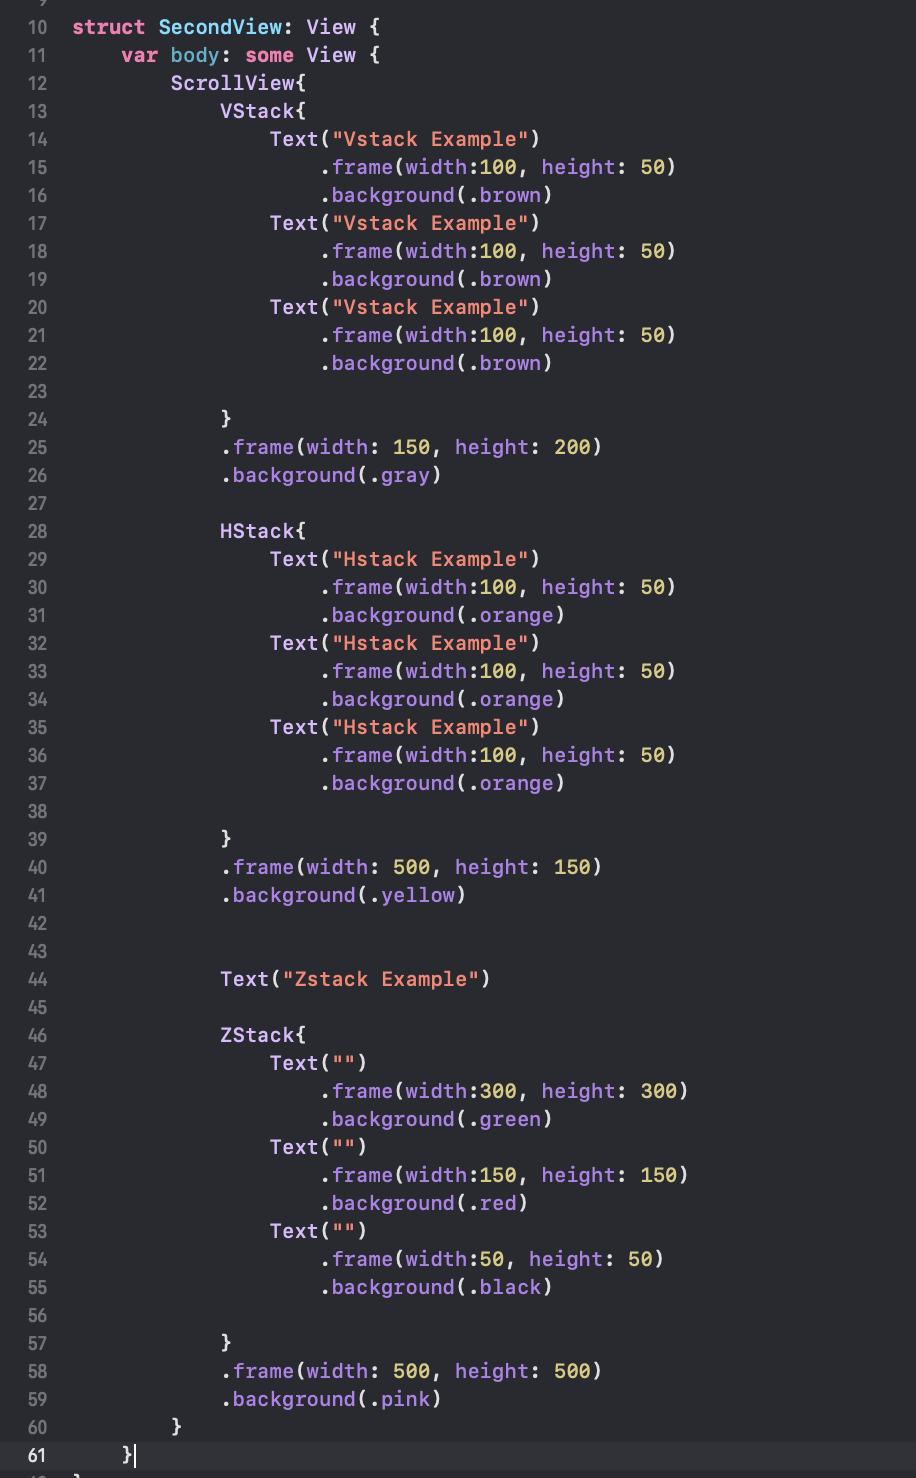 10 struct SecondView: View {
11     var body: some View {
12         ScrollView{
13             VStack{
14                 Text("Vstack Example")
15                     .frame(width:100, height: 50)
16                     .background(.brown)
17                 Text("Vstack Example")
18                     .frame(width:100, height: 50)
19                     .background(.brown)
20                 Text("Vstack Example")
21                     .frame(width:100, height: 50)
22                     .background(.brown)
23
24             }
25             .frame(width: 150, height: 200)
26             .background(.gray)
27
28             HStack{
29                 Text("Hstack Example")
30                     .frame(width:100, height: 50)
31                     .background(.orange)
32                 Text("Hstack Example")
33                     .frame(width:100, height: 50)
34                     .background(.orange)
35                 Text("Hstack Example")
36                     .frame(width:100, height: 50)
37                     .background(.orange)
38
39             }
40             .frame(width: 500, height: 150)
41             .background(.yellow)
42
43
44             Text("Zstack Example")
45
46             ZStack{
47                 Text("")
48                     .frame(width:300, height: 300)
49                     .background(.green)
50                 Text("")
51                     .frame(width:150, height: 150)
52                     .background(.red)
53                 Text("")
54                     .frame(width:50, height: 50)
55                     .background(.black)
56
57             }
58             .frame(width: 500, height: 500)
59             .background(.pink)
60         }
61     }